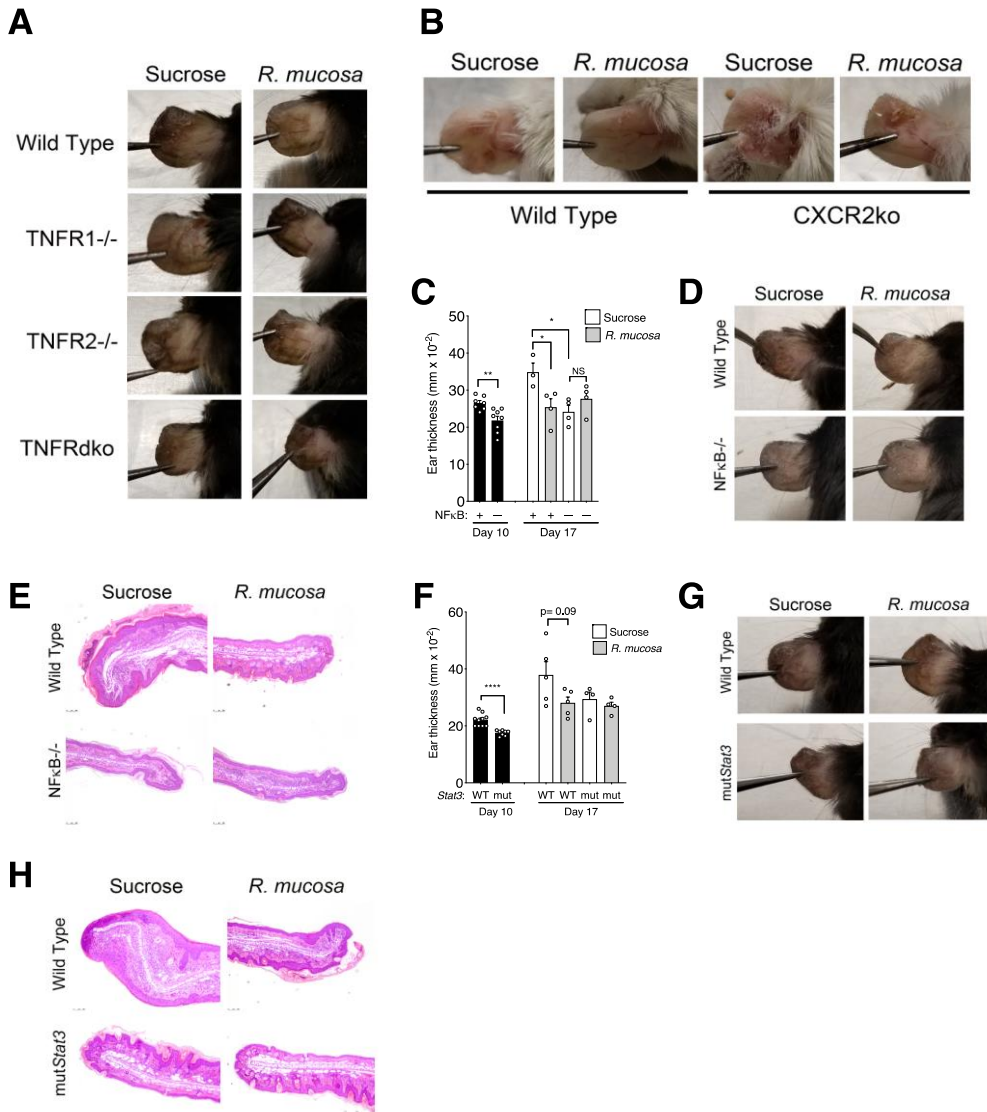 A
Sucrose R. mucosa
Wild Type
TNFR1-/-
TNFR2-/-
TNFRdko
B
Sucrose R. mucosa Sucrose R. mucosa
Wild Type CXCR2ko
C
Ear thickness (mm x 10⁻²)
50
40
30
20
10
0
** * * NS
Sucrose
R. mucosa
NFκB: + — + + — —
Day 10 Day 17
D
Sucrose R. mucosa
Wild Type
NFκB-/-
E
Sucrose R. mucosa
Wild Type
NFκB-/-
F
Ear thickness (mm x 10⁻²)
60
40
20
0
**** p= 0.09
Sucrose
R. mucosa
Stat3: WT mut WT WT mut mut
Day 10 Day 17
G
Sucrose R. mucosa
Wild Type
mutStat3
H
Sucrose R. mucosa
Wild Type
mutStat3